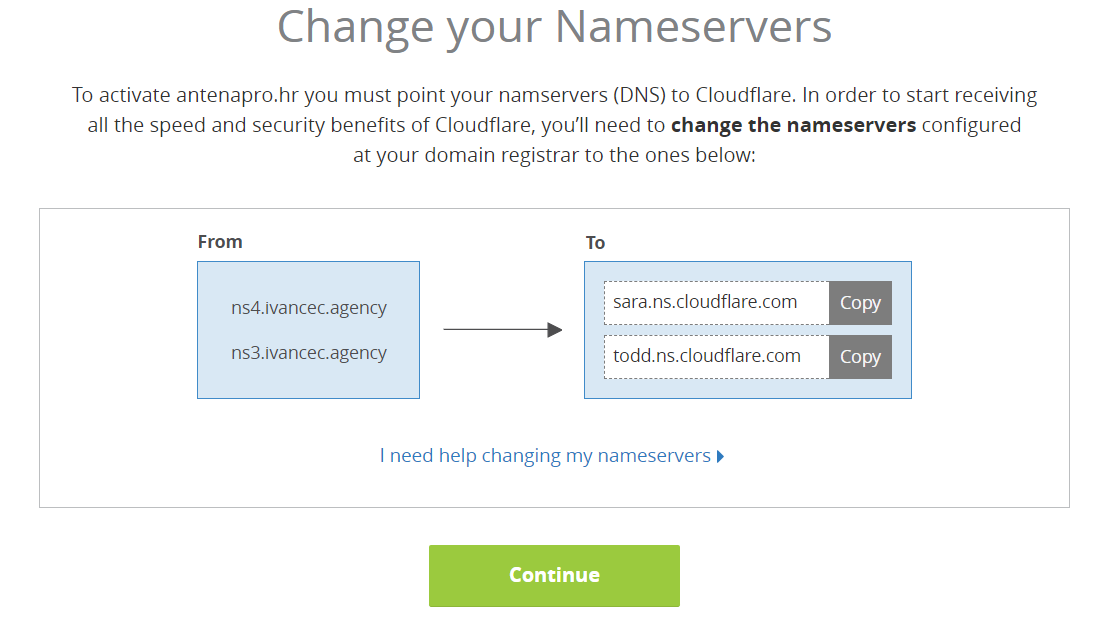 Change your Nameservers
To activate antenapro.hr you must point your namservers (DNS) to Cloudflare. In order to start receiving
all the speed and security benefits of Cloudflare, you’ll need to change the nameservers configured
at your domain registrar to the ones below:
From
To
ns4.ivancec.agency
ns3.ivancec.agency
sara.ns.cloudflare.com Copy
todd.ns.cloudflare.com Copy
I need help changing my nameservers
Continue